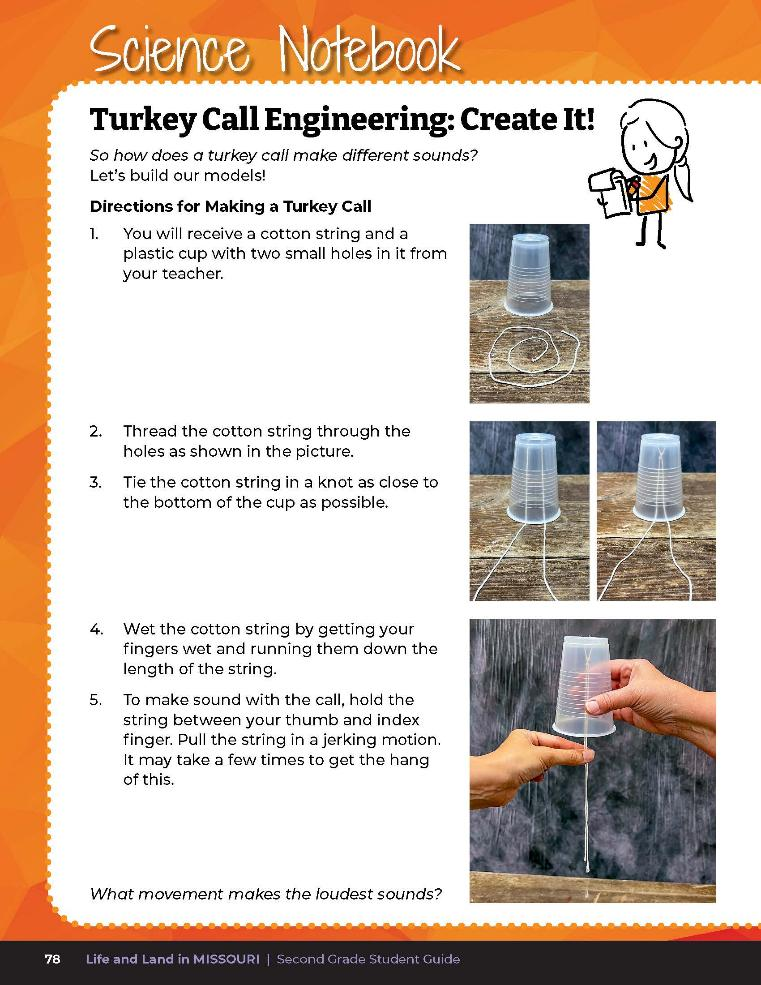 Science Notebook
Turkey Call Engineering: Create It!
So how does a turkey call make different sounds?
Let's build our models!
Directions for Making a Turkey Call
1. You will receive a cotton string and a
plastic cup with two small holes in it from
your teacher.
2. Thread the cotton string through the
holes as shown in the picture.
3. Tie the cotton string in a knot as close to
the bottom of the cup as possible.
4. Wet the cotton string by getting your
fingers wet and running them down the
length of the string.
5. To make sound with the call, hold the
string between your thumb and index
finger. Pull the string in a jerking motion.
It may take a few times to get the hang
of this.
What movement makes the loudest sounds?
78 Life and Land in MISSOURI | Second Grade Student Guide